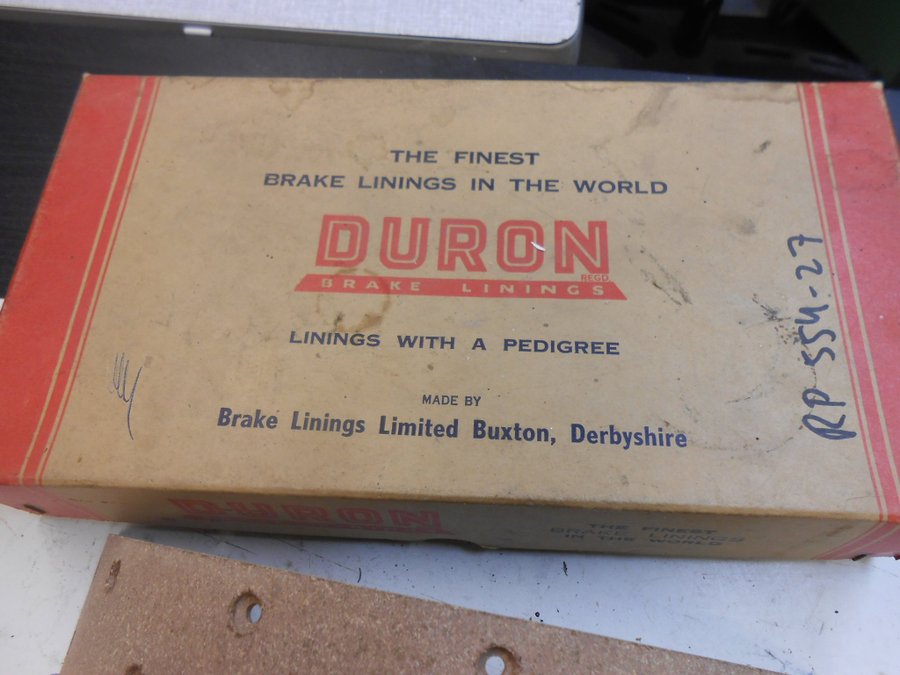 THE FINEST
BRAKE LININGS IN THE WORLD
DURON
REGD
BRAKE LININGS
LININGS WITH A PEDIGREE
MADE BY
Brake Linings Limited Buxton, Derbyshire
RP 554-27
DURON
THE FINEST
BRAKE LININGS
IN THE WORLD